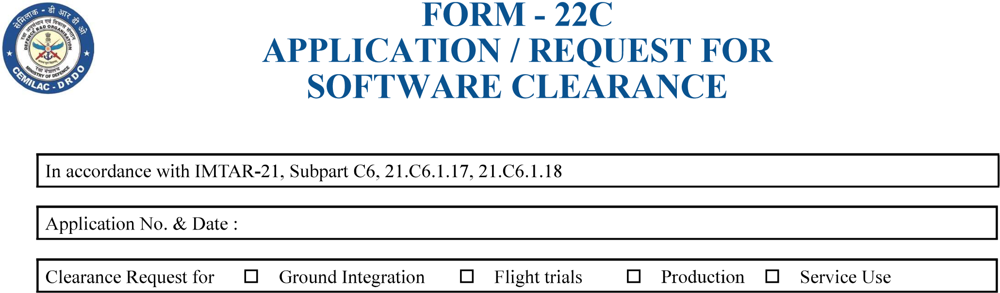 सेमिलाक - डी आर डी ओ
रक्षा अनुसंधान एवं विकास संगठन
DEFENCE R&D ORGANISATION
रक्षा मंत्रालय
MINISTRY OF DEFENCE
CEMILAC - DRDO
FORM - 22C
APPLICATION / REQUEST FOR
SOFTWARE CLEARANCE
In accordance with IMTAR-21, Subpart C6, 21.C6.1.17, 21.C6.1.18
Application No. & Date :
Clearance Request for ☐ Ground Integration ☐ Flight trials ☐ Production ☐ Service Use